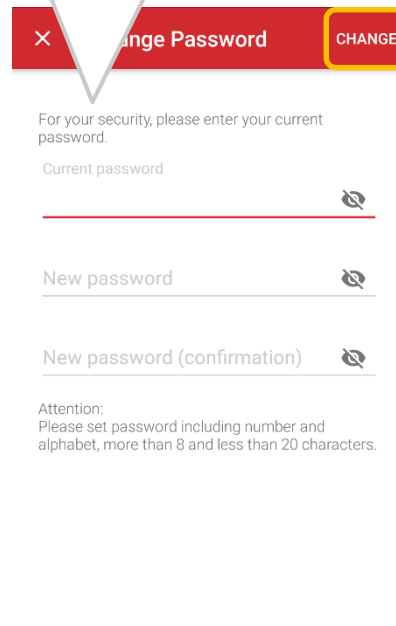 ange Password
CHANGE
For your security, please enter your current
password.
Current password
New password
New password (confirmation)
Attention:
Please set password including number and
alphabet, more than 8 and less than 20 characters.